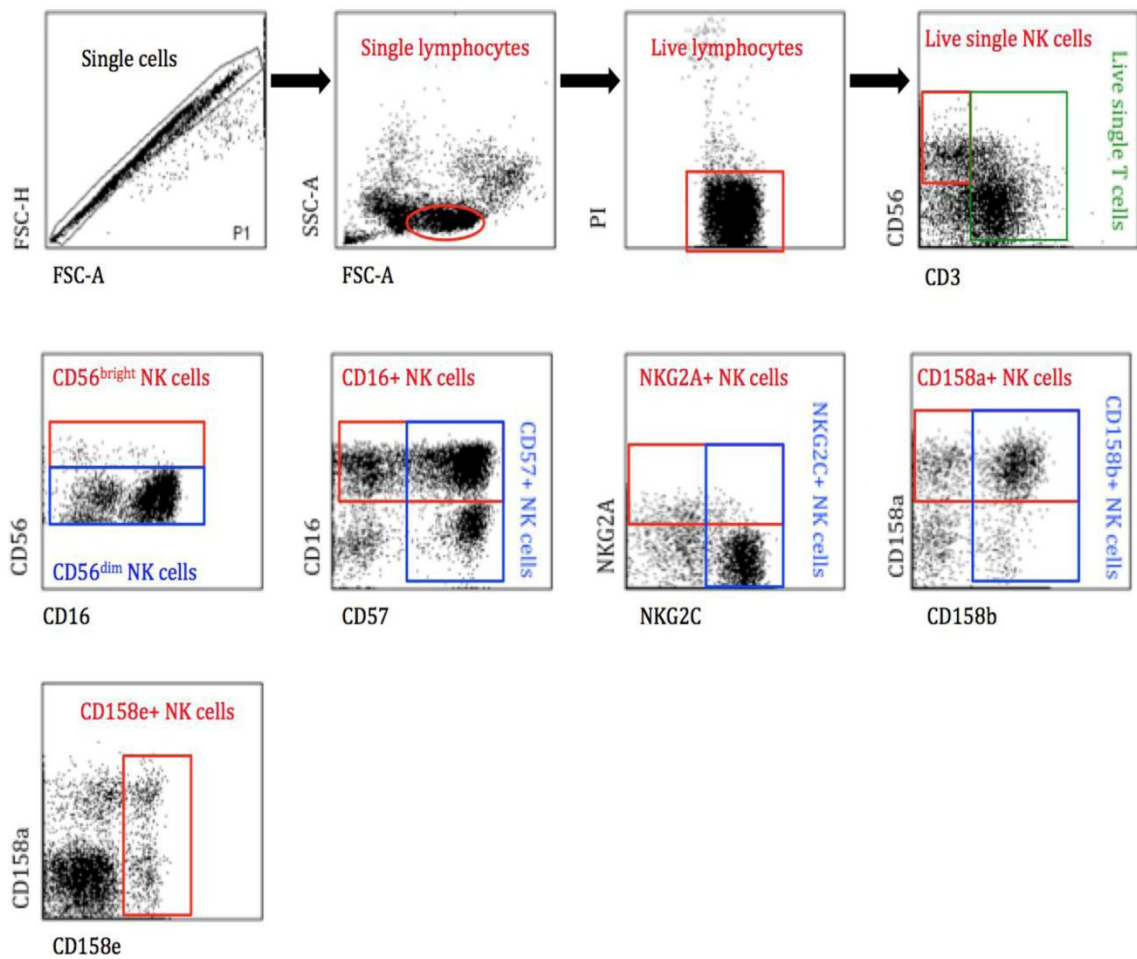 Single cells
P1
FSC-H
FSC-A
Single lymphocytes
SSC-A
FSC-A
Live lymphocytes
PI
Live single NK cells
Live single T cells
CD56
CD3
CD56bright NK cells
CD56dim NK cells
CD56
CD16
CD16+ NK cells
CD57+ NK cells
CD16
CD57
NKG2A+ NK cells
NKG2C+ NK cells
NKG2A
NKG2C
CD158a+ NK cells
CD158b+ NK cells
CD158a
CD158b
CD158e+ NK cells
CD158a
CD158e